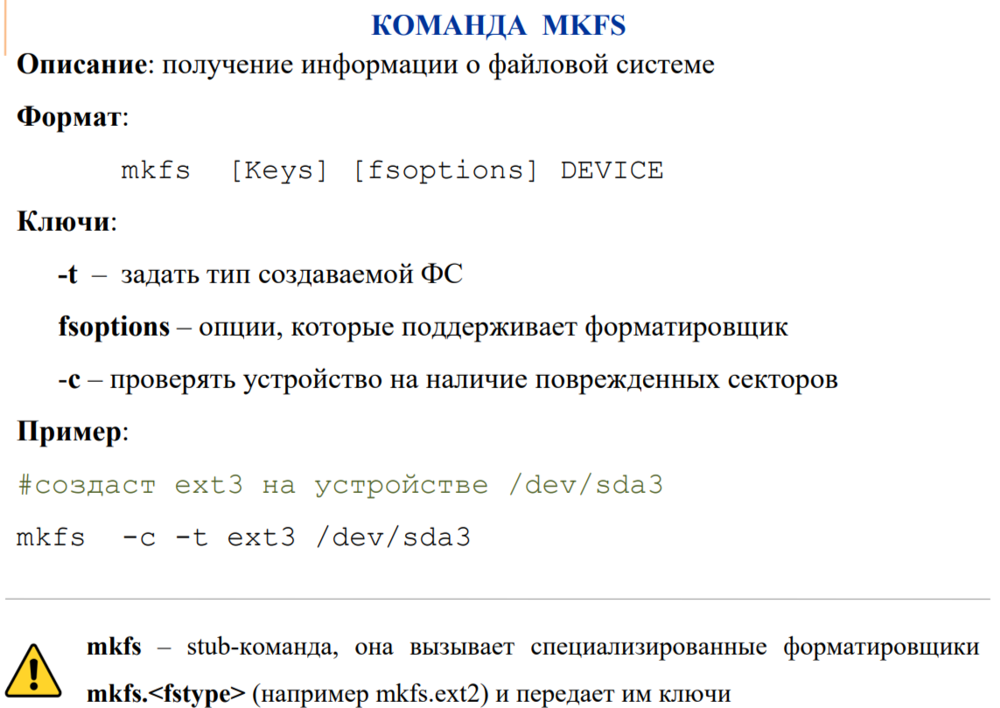 КОМАНДА MKFS
Описание: получение информации о файловой системе
Формат:
mkfs [Keys] [fsoptions] DEVICE
Ключи:
-t – задать тип создаваемой ФС
fsoptions – опции, которые поддерживает форматировщик
-c – проверять устройство на наличие поврежденных секторов
Пример:
#создаст ext3 на устройстве /dev/sda3
mkfs -c -t ext3 /dev/sda3
mkfs – stub-команда, она вызывает специализированные форматировщики
mkfs.<fstype> (например mkfs.ext2) и передает им ключи